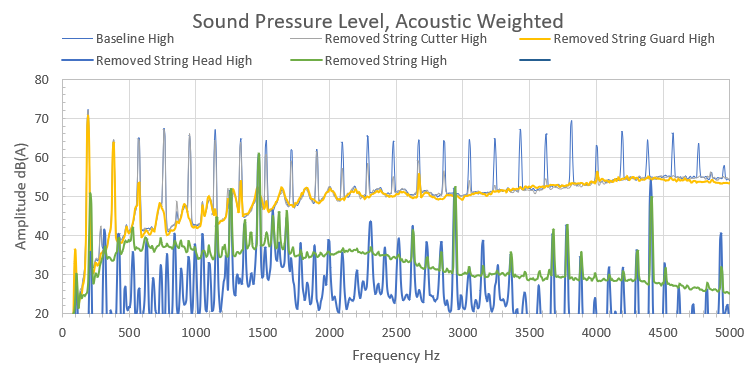 Sound Pressure Level, Acoustic Weighted
Baseline High
Removed String Cutter High
Removed String Guard High
Removed String Head High
Removed String High
80
70
60
50
40
30
20
Amplitude dB(A)
0 500 1000 1500 2000 2500 3000 3500 4000 4500 5000
Frequency Hz